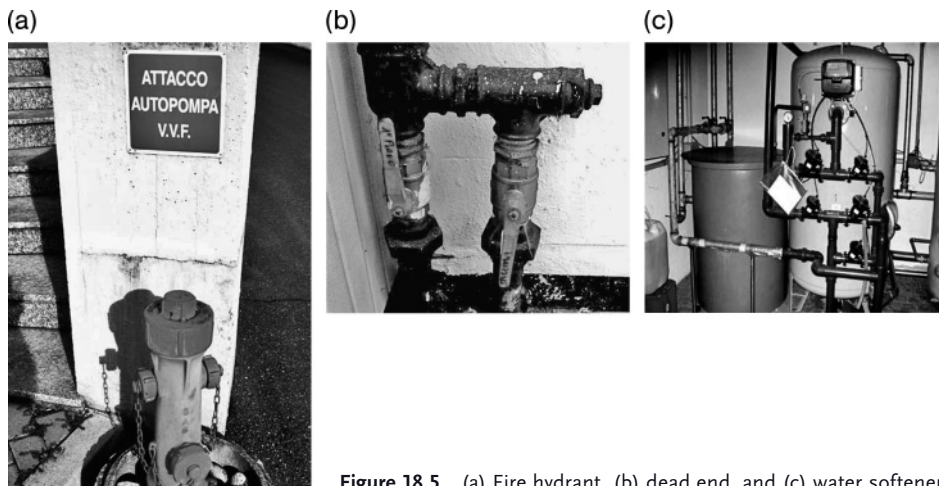 (a)
(b)
(c)
ATTACCO
AUTOPOMPA
V.V.F.
Figure 18.5 (a) Fire hydrant, (b) dead end, and (c) water softener